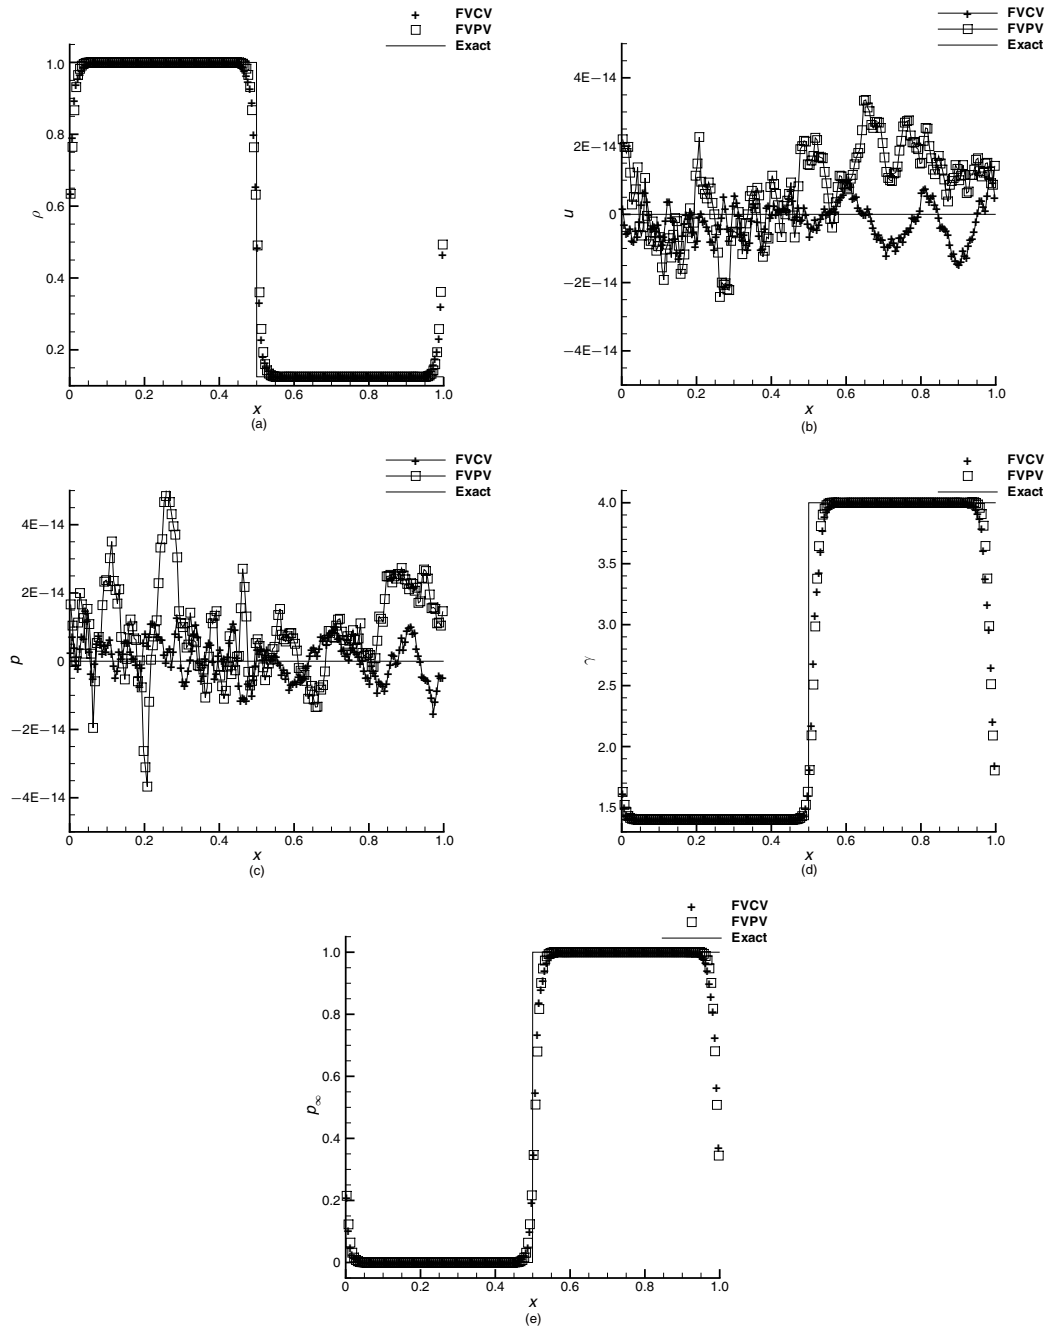 FVCV
FVPV
Exact
1.0
0.8
0.6
0.4
0.2
ρ
0
0.2
0.4
0.6
0.8
1.0
x
(a)
FVCV
FVPV
Exact
4E−14
2E−14
0
−2E−14
−4E−14
u
0
0.2
0.4
0.6
0.8
1.0
x
(b)
FVCV
FVPV
Exact
4E−14
2E−14
0
−2E−14
−4E−14
p
0
0.2
0.4
0.6
0.8
1.0
x
(c)
FVCV
FVPV
Exact
4.0
3.5
3.0
2.5
2.0
1.5
γ
0
0.2
0.4
0.6
0.8
1.0
x
(d)
FVCV
FVPV
Exact
1.0
0.8
0.6
0.4
0.2
0
p∞
0
0.2
0.4
0.6
0.8
1.0
x
(e)